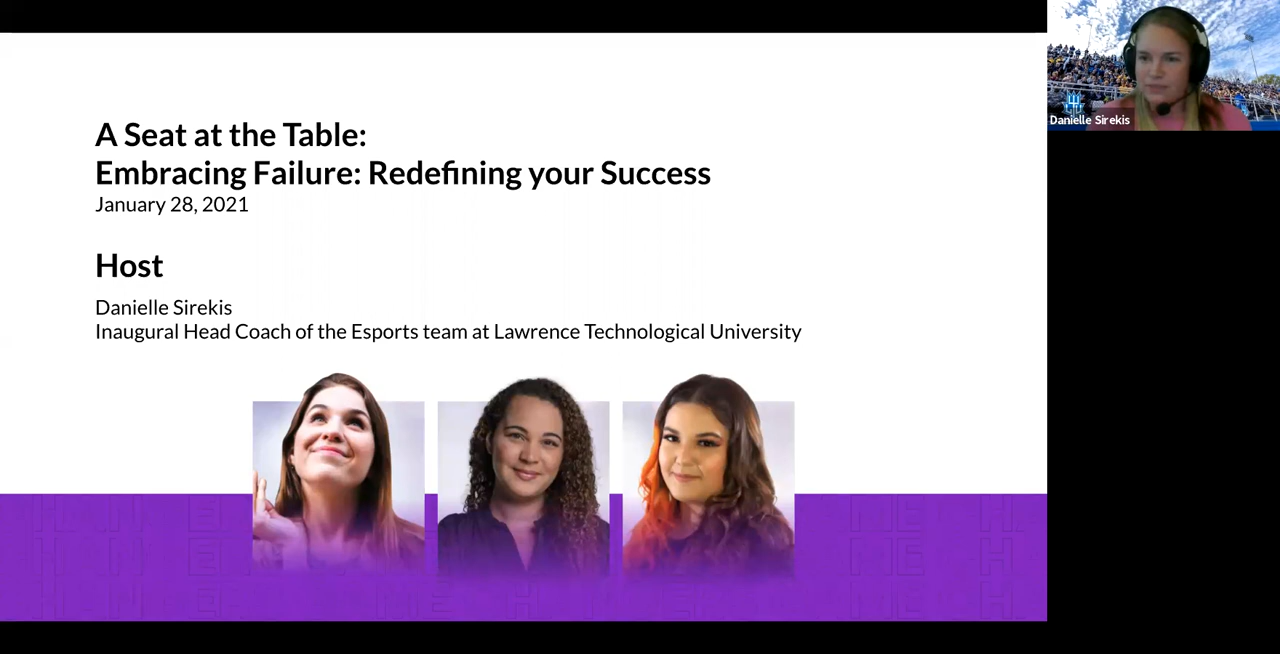 A Seat at the Table:
Embracing Failure: Redefining your Success
January 28, 2021
Host
Danielle Sirekis
Inaugural Head Coach of the Esports team at Lawrence Technological University
Danielle Sirekis